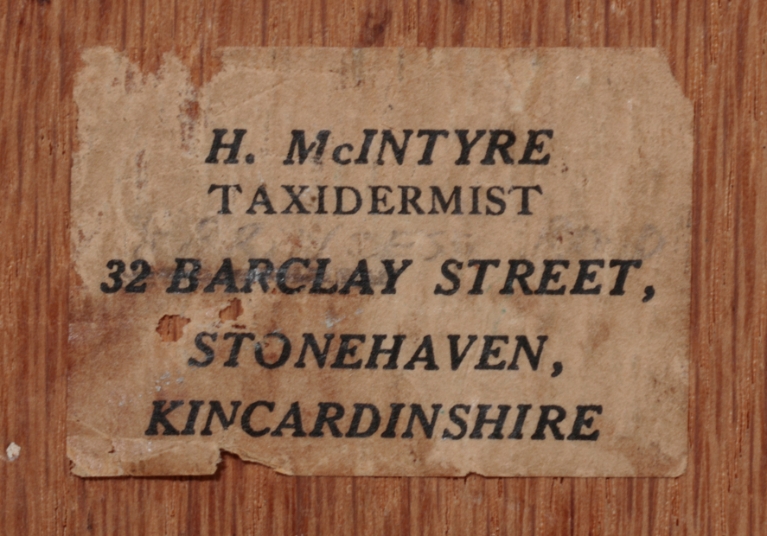 H. McINTYRE
TAXIDERMIST
32 BARCLAY STREET,
STONEHAVEN,
KINCARDINSHIRE